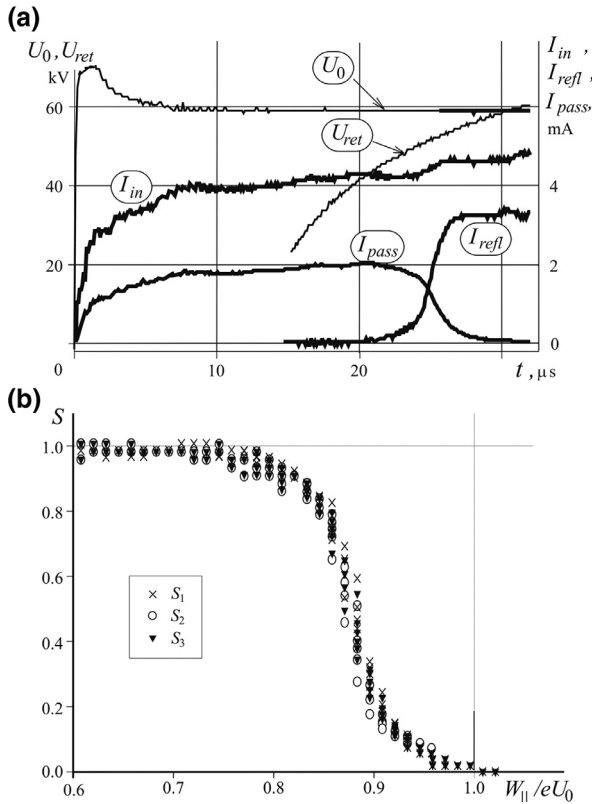 (a)
U0 , Uret
kV
Iin ,
Irefl ,
Ipass,
mA
U0
60
Uret
Iin
40
4
Ipass
Irefl
20
2
0
10
20
0
t , μs
(b)
S
1.0
0.8
0.6
× S1
○ S2
▼ S3
0.4
0.2
0.0
0.6
0.7
0.8
0.9
1.0
W||/eU0